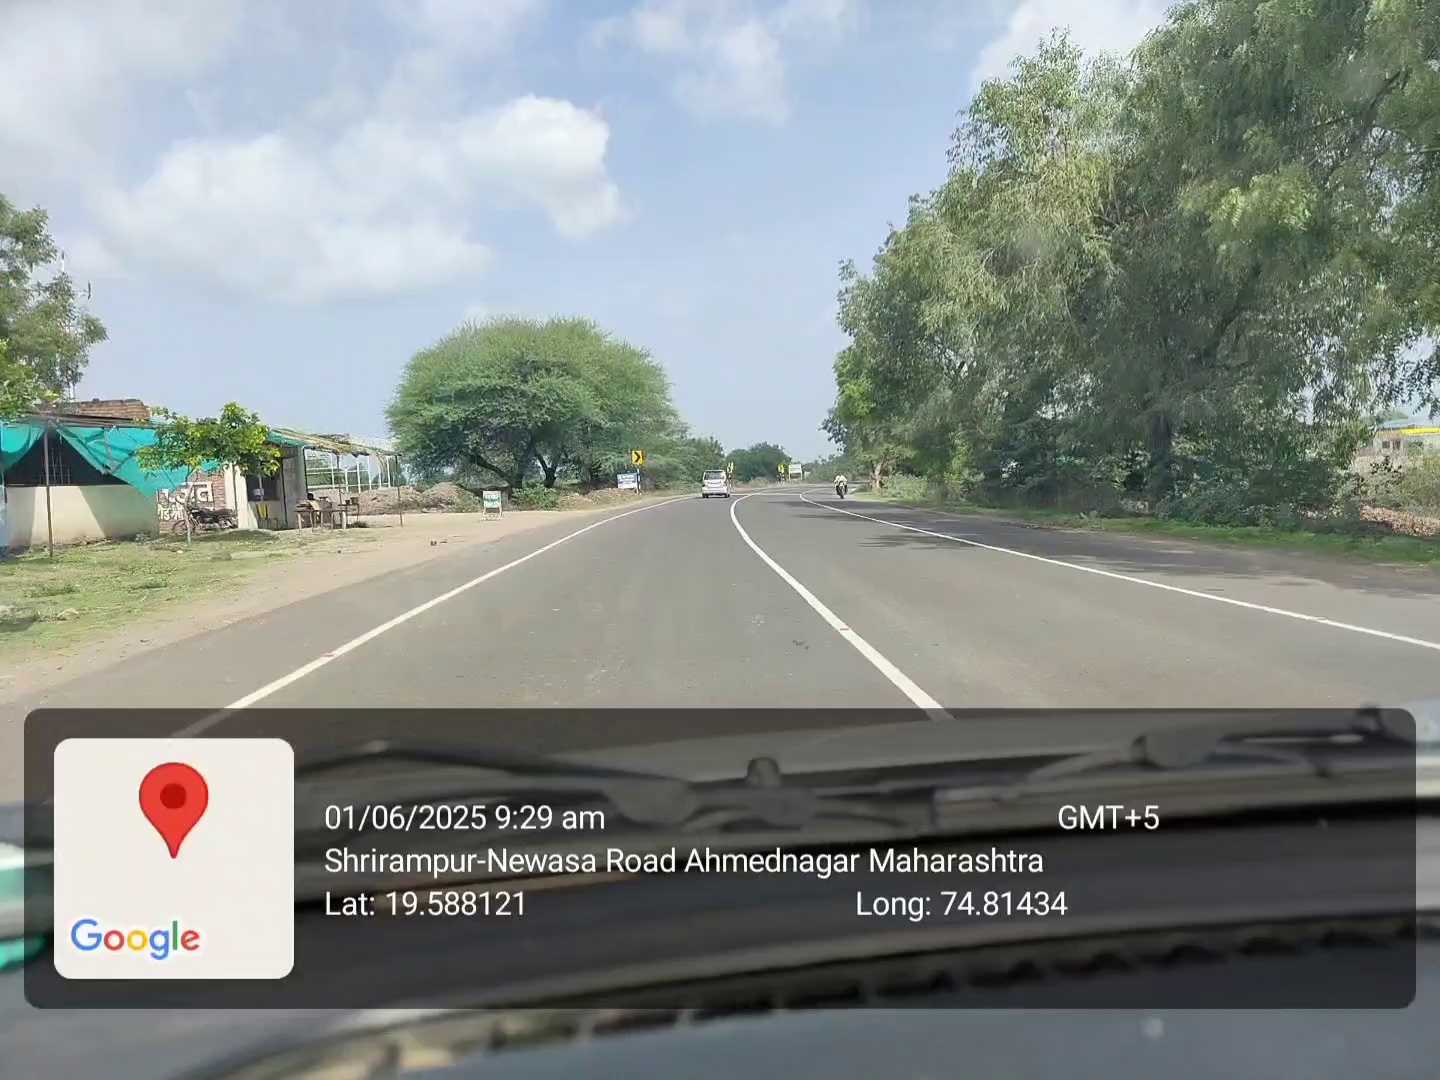 01/06/2025 9:29 am GMT+5
Shrirampur-Newasa Road Ahmednagar Maharashtra
Lat: 19.588121 Long: 74.81434
Google